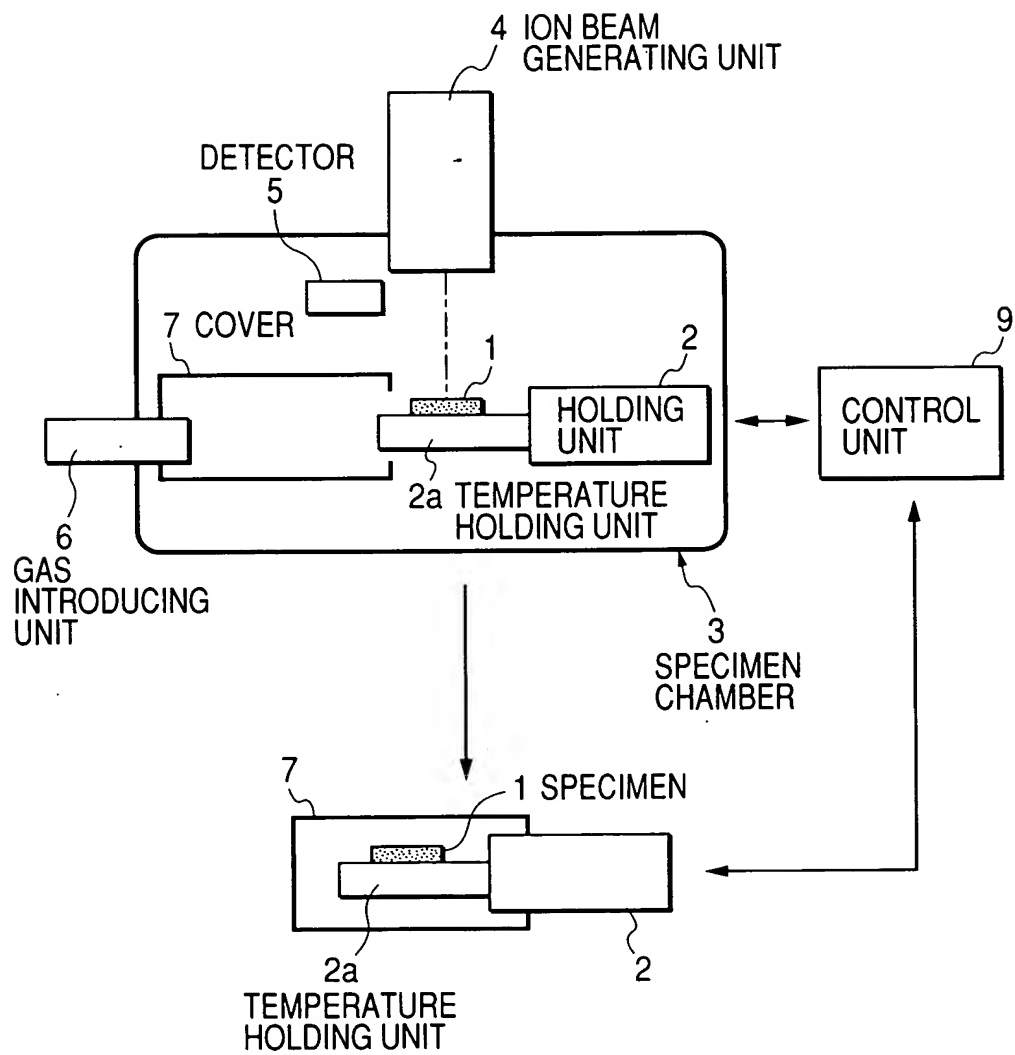 4 ION BEAM
GENERATING UNIT
DETECTOR
5
7 COVER
1
2
9
HOLDING
UNIT
CONTROL
UNIT
2a TEMPERATURE
HOLDING UNIT
6
GAS
INTRODUCING
UNIT
3
SPECIMEN
CHAMBER
7
1 SPECIMEN
2a
TEMPERATURE
HOLDING UNIT
2